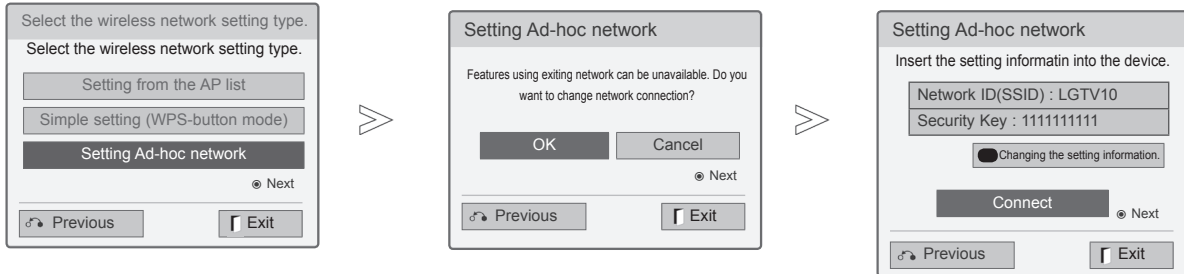 Select the wireless network setting type.
Select the wireless network setting type.
Setting from the AP list
Simple setting (WPS-button mode)
Setting Ad-hoc network
Next
Previous
Exit
Setting Ad-hoc network
Features using exiting network can be unavailable. Do you
want to change network connection?
OK
Cancel
Next
Previous
Exit
Setting Ad-hoc network
Insert the setting informatin into the device.
Network ID(SSID) : LGTV10
Security Key : 1111111111
Changing the setting information.
Connect
Next
Previous
Exit